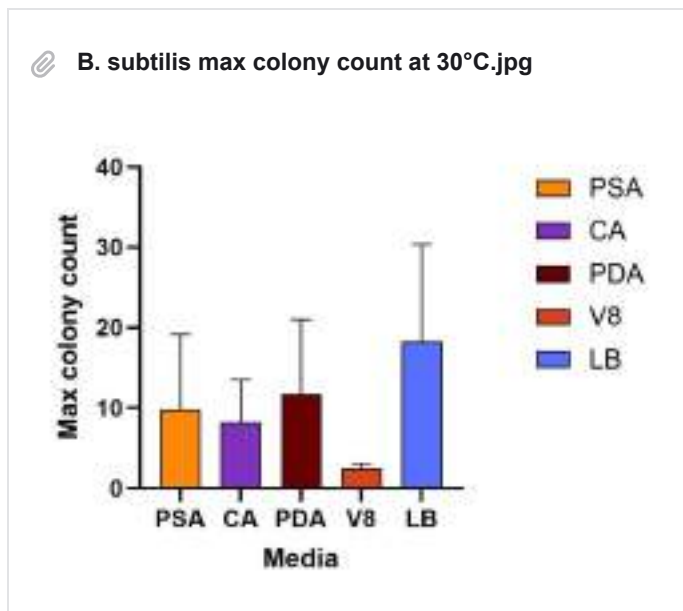 B. subtilis max colony count at 30°C.jpg
40
30
20
10
0
Max colony count
PSA CA PDA V8 LB
Media
PSA
CA
PDA
V8
LB